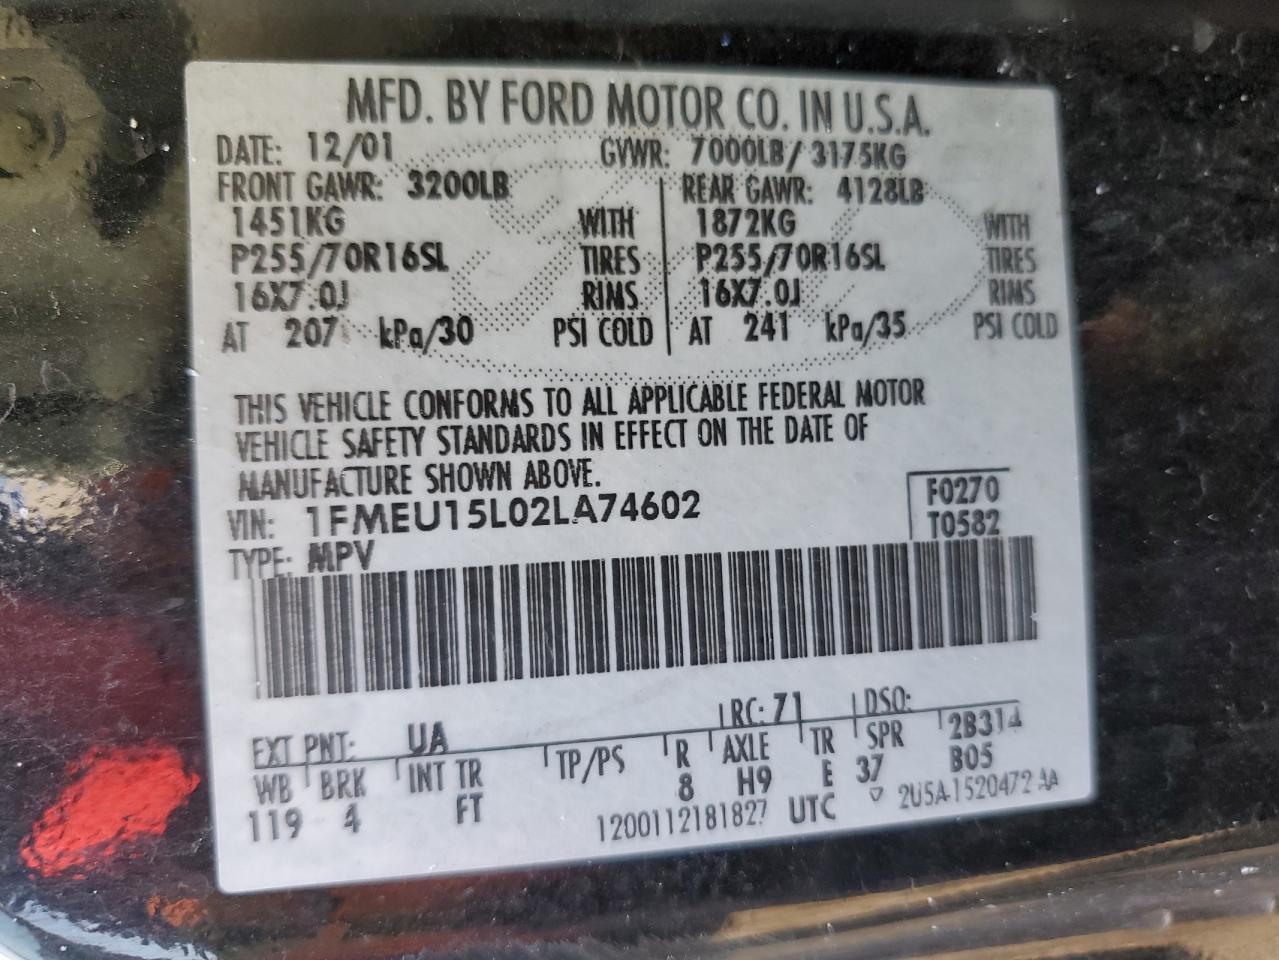 MFD. BY FORD MOTOR CO. IN U.S.A.
DATE: 12/01 GVWR: 7000LB/3175KG
FRONT GAWR: 3200LB REAR GAWR: 4128LB
1451KG WITH 1872KG WITH
P255/70R16SL TIRES P255/70R16SL TIRES
16X7.0J RIMS 16X7.0J RIMS
AT 207 kPa/30 PSI COLD AT 241 kPa/35 PSI COLD
THIS VEHICLE CONFORMS TO ALL APPLICABLE FEDERAL MOTOR
VEHICLE SAFETY STANDARDS IN EFFECT ON THE DATE OF
MANUFACTURE SHOWN ABOVE.
F0270
VIN: 1FMEU15L02LA74602 T0582
TYPE: MPV
EXT PNT: UA RC: 71 DSO:
WB BRK INT TR TP/PS R AXLE TR SPR 2B314
119 4 FT 8 H9 E 37 B05
120011218182? UTC 2U5A-1520472-AA